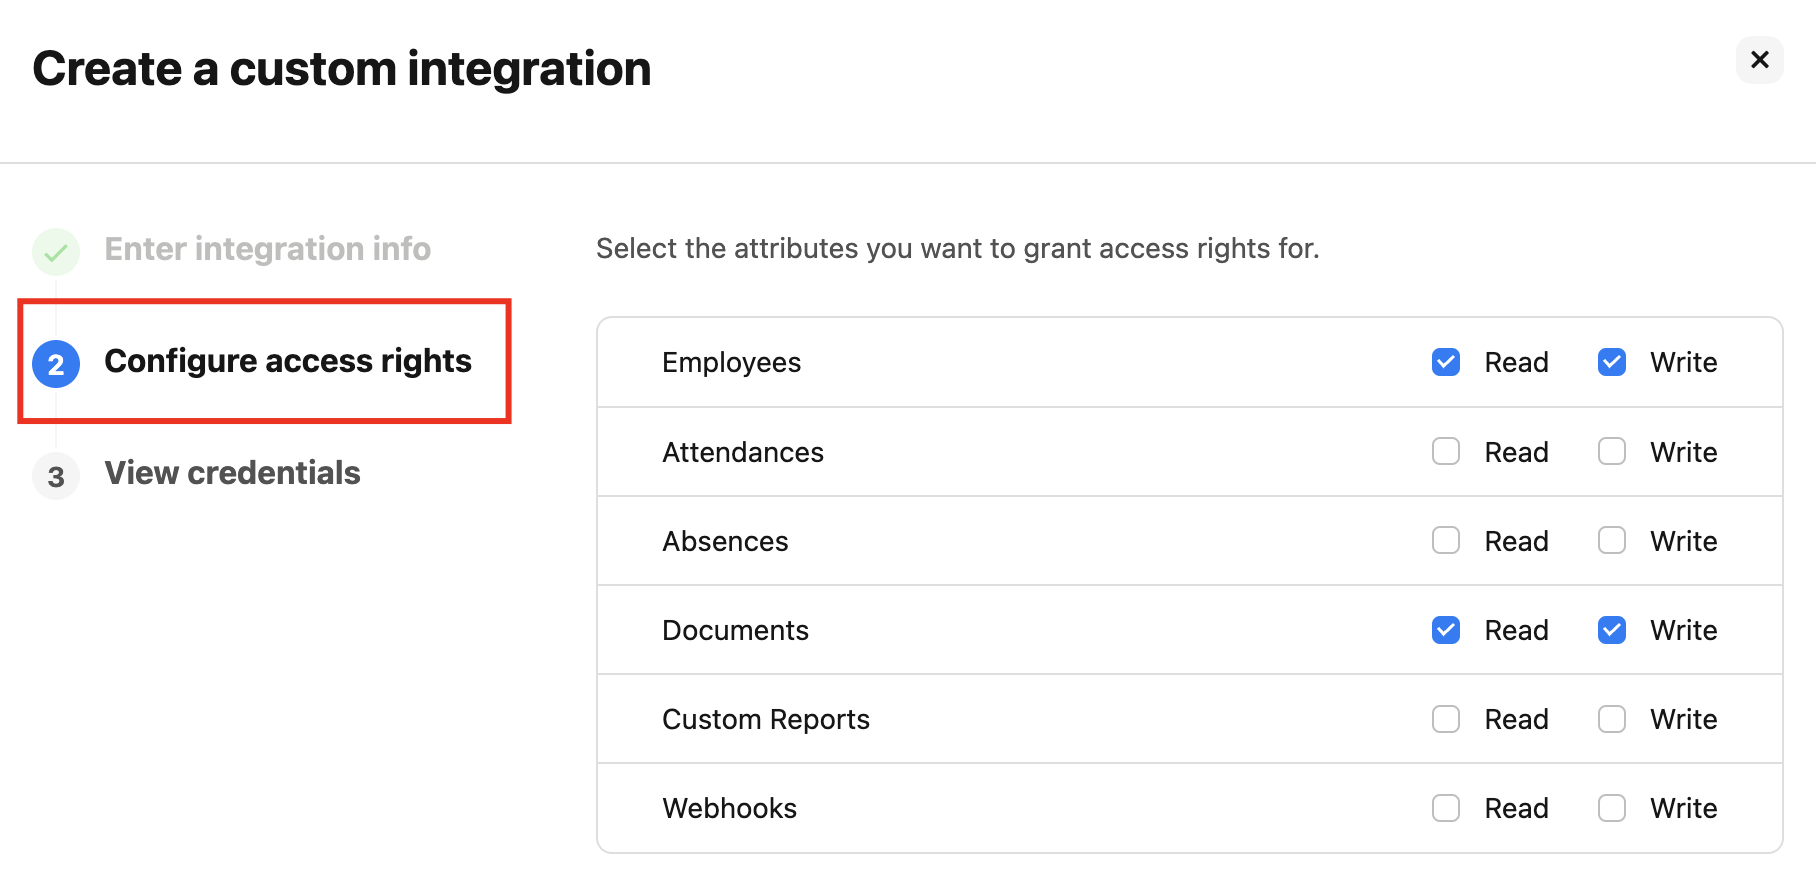 Create a custom integration
Enter integration info
2 Configure access rights
3 View credentials
Select the attributes you want to grant access rights for.
Employees Read Write
Attendances Read Write
Absences Read Write
Documents Read Write
Custom Reports Read Write
Webhooks Read Write